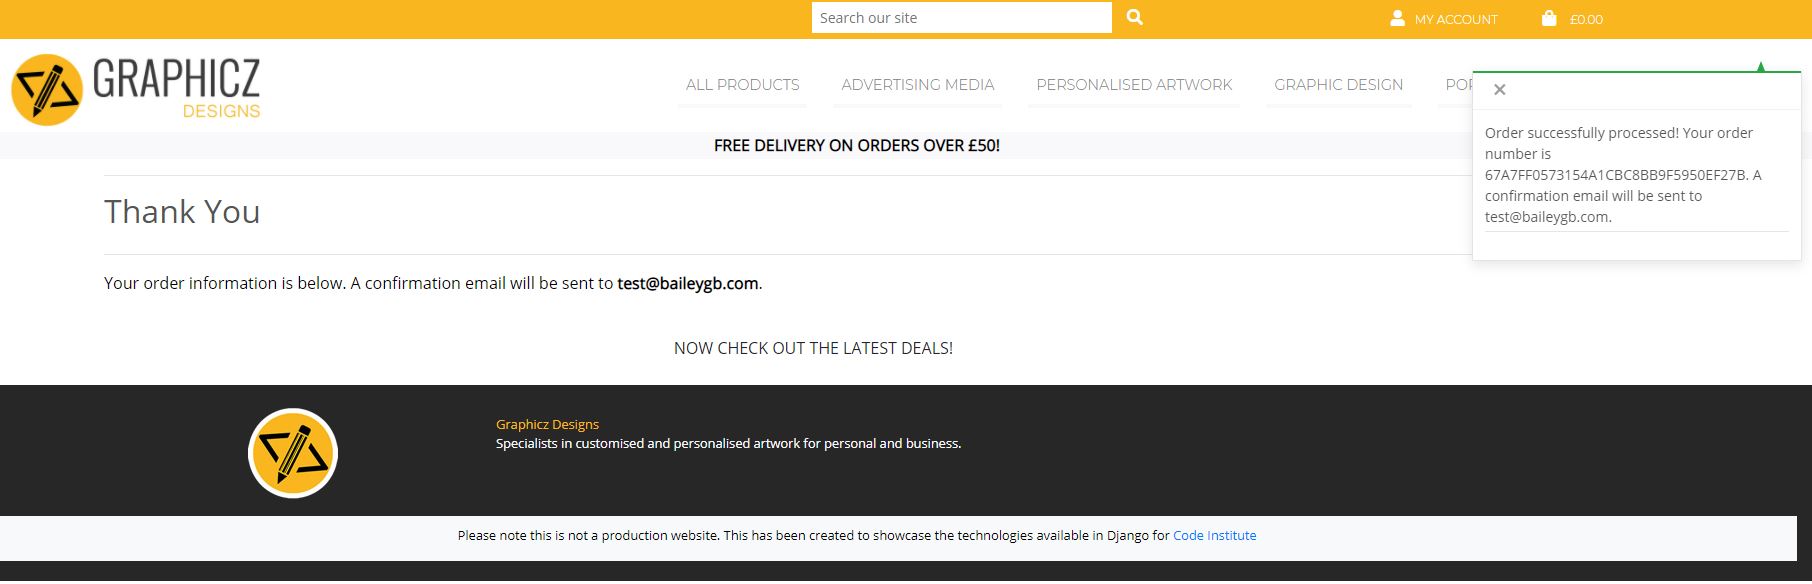 Search our site
MY ACCOUNT
£0.00
GRAPHICZ
DESIGNS
ALL PRODUCTS
ADVERTISING MEDIA
PERSONALISED ARTWORK
GRAPHIC DESIGN
FREE DELIVERY ON ORDERS OVER £50!
×
Order successfully processed! Your order
number is
67A7FF0573154A1CBC8BB9F5950EF27B. A
confirmation email will be sent to
test@baileygb.com.
Thank You
Your order information is below. A confirmation email will be sent to test@baileygb.com.
NOW CHECK OUT THE LATEST DEALS!
Graphicz Designs
Specialists in customised and personalised artwork for personal and business.
Please note this is not a production website. This has been created to showcase the technologies available in Django for Code Institute